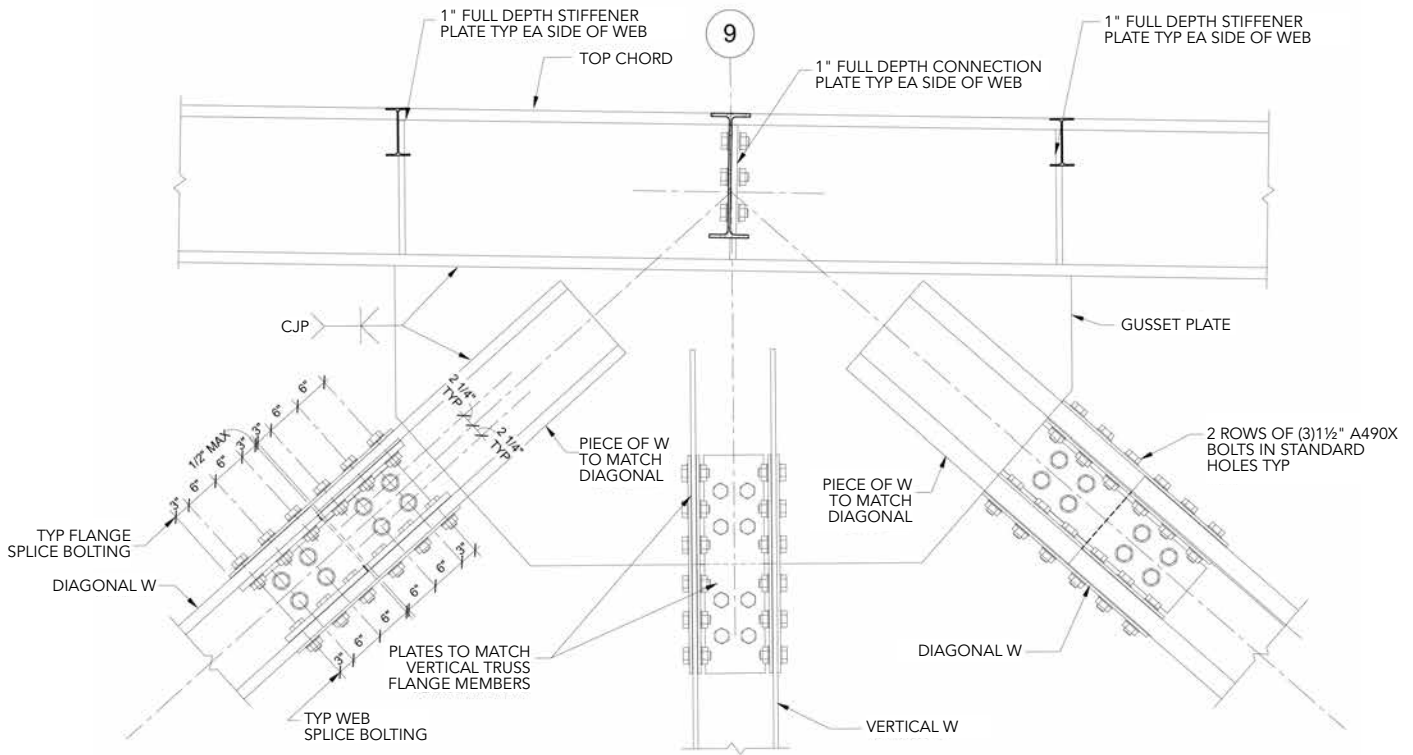 1" FULL DEPTH STIFFENER
PLATE TYP EA SIDE OF WEB
TOP CHORD
9
1" FULL DEPTH CONNECTION
PLATE TYP EA SIDE OF WEB
1" FULL DEPTH STIFFENER
PLATE TYP EA SIDE OF WEB
CJP
GUSSET PLATE
2 1/4"
TYP
2 1/4"
TYP
6"
6"
3"
3"
1/2" MAX
6"
6"
3"
PIECE OF W
TO MATCH
DIAGONAL
PIECE OF W
TO MATCH
DIAGONAL
2 ROWS OF (3)1½" A490X
BOLTS IN STANDARD
HOLES TYP
TYP FLANGE
SPLICE BOLTING
DIAGONAL W
3"
6"
6"
6"
6"
3"
PLATES TO MATCH
VERTICAL TRUSS
FLANGE MEMBERS
DIAGONAL W
TYP WEB
SPLICE BOLTING
VERTICAL W